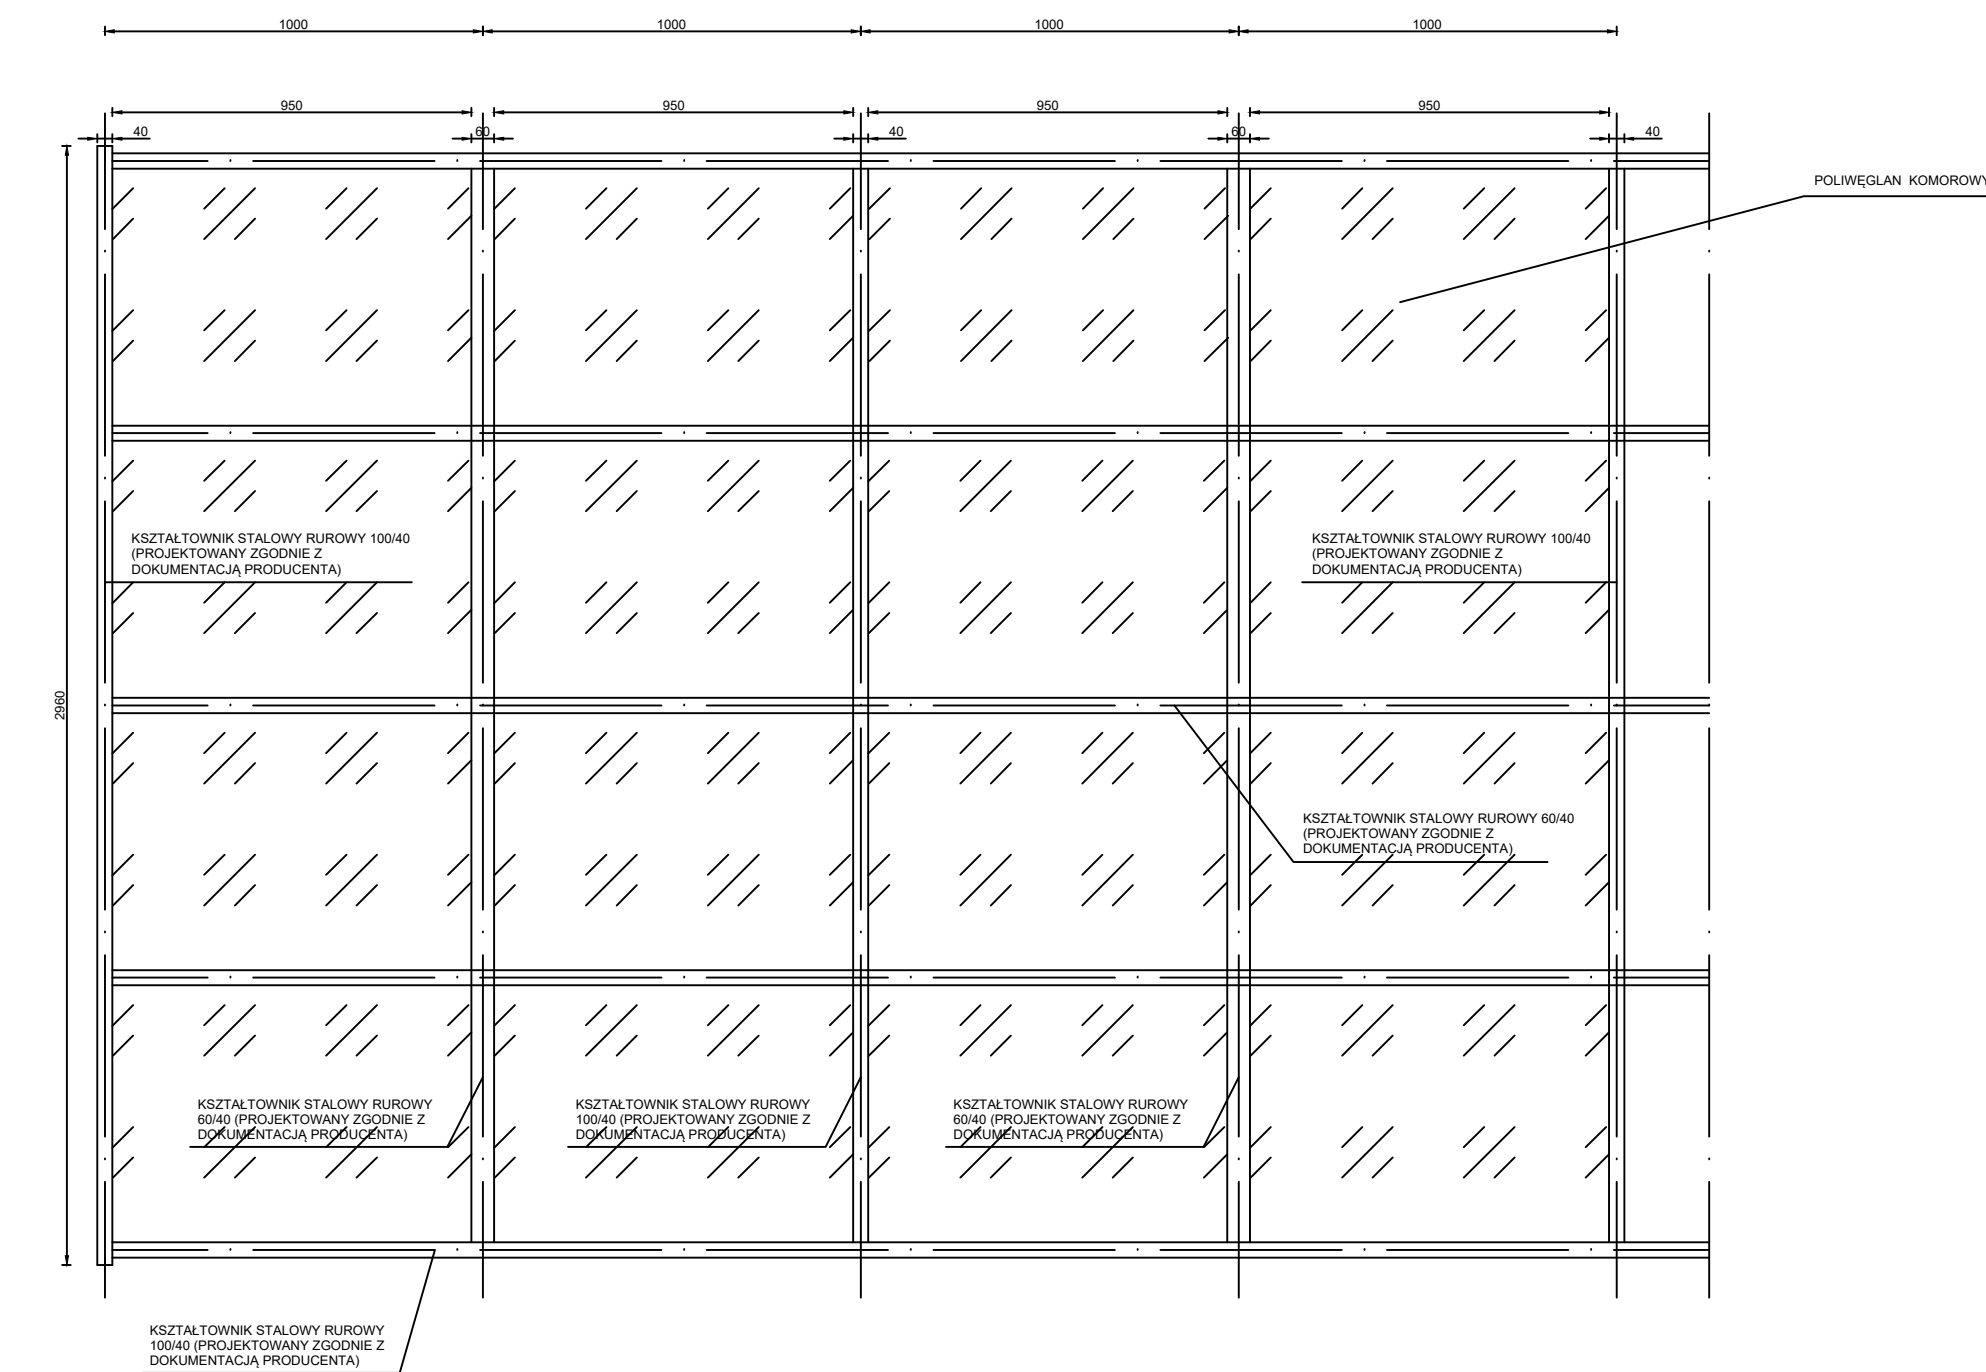 1000
1000
1000
1000
950
950
950
950
40
60
40
60
40
POLIWĘGLAN KOMOROWY
KSZTAŁTOWNIK STALOWY RUROWY 100/40
(PROJEKTOWANY ZGODNIE Z
DOKUMENTACJĄ PRODUCENTA)
KSZTAŁTOWNIK STALOWY RUROWY 100/40
(PROJEKTOWANY ZGODNIE Z
DOKUMENTACJĄ PRODUCENTA)
2960
KSZTAŁTOWNIK STALOWY RUROWY 60/40
(PROJEKTOWANY ZGODNIE Z
DOKUMENTACJĄ PRODUCENTA)
KSZTAŁTOWNIK STALOWY RUROWY
60/40 (PROJEKTOWANY ZGODNIE Z
DOKUMENTACJĄ PRODUCENTA)
KSZTAŁTOWNIK STALOWY RUROWY
100/40 (PROJEKTOWANY ZGODNIE Z
DOKUMENTACJĄ PRODUCENTA)
KSZTAŁTOWNIK STALOWY RUROWY
60/40 (PROJEKTOWANY ZGODNIE Z
DOKUMENTACJĄ PRODUCENTA)
KSZTAŁTOWNIK STALOWY RUROWY
100/40 (PROJEKTOWANY ZGODNIE Z
DOKUMENTACJĄ PRODUCENTA)